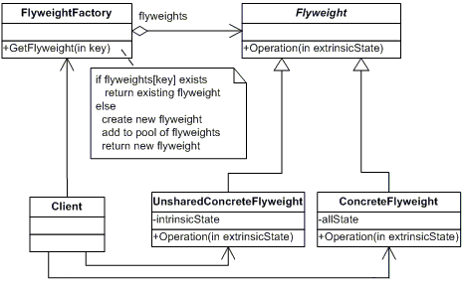 FlyweightFactory
flyweights
Flyweight
+GetFlyweight(in key)
+Operation(in extrinsicState)
if flyweights[key] exists
return existing flyweight
else
create new flyweight
add to pool of flyweights
return new flyweight
Client
UnsharedConcreteFlyweight
-intrinsicState
+Operation(in extrinsicState)
ConcreteFlyweight
-allState
+Operation(in extrinsicState)